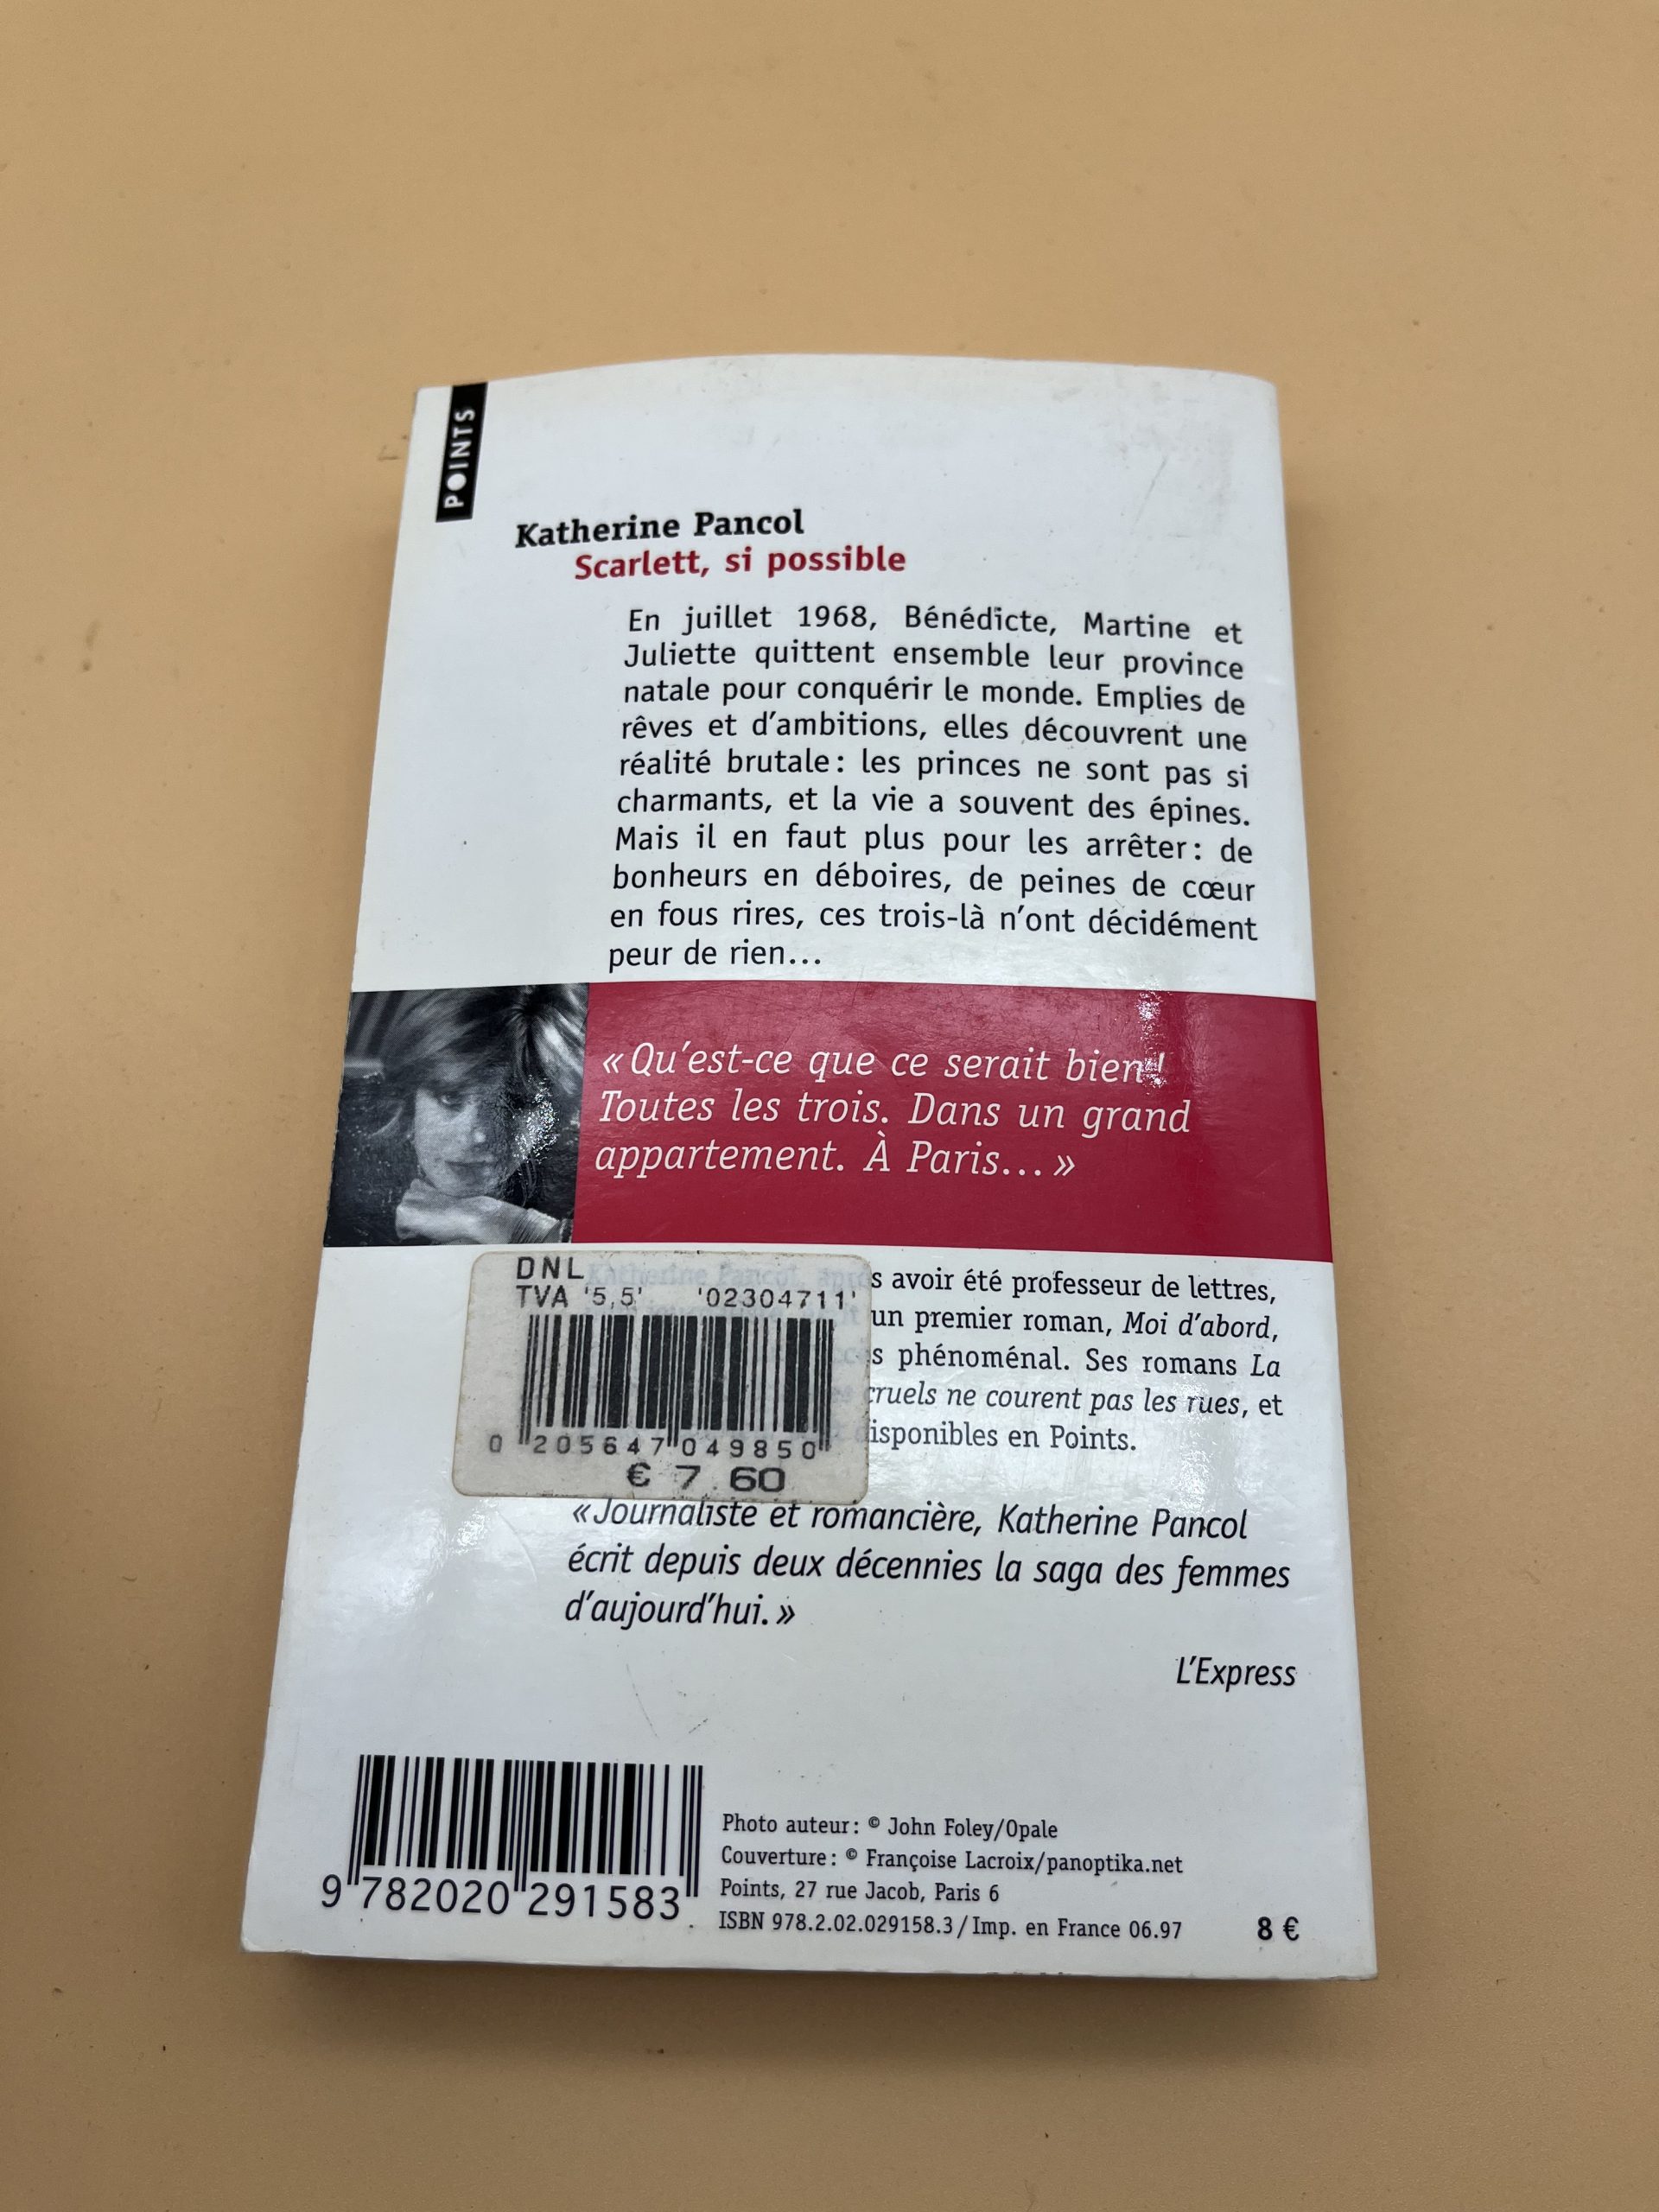 POINTS
Katherine Pancol
Scarlett, si possible
En juillet 1968, Bénédicte, Martine et
Juliette quittent ensemble leur province
natale pour conquérir le monde. Emplies de
rêves et d'ambitions, elles découvrent une
réalité brutale : les princes ne sont pas si
charmants, et la vie a souvent des épines.
Mais il en faut plus pour les arrêter : de
bonheurs en déboires, de peines de cœur
en fous rires, ces trois-là n'ont décidément
peur de rien...
« Qu'est-ce que ce serait bien !
Toutes les trois. Dans un grand
appartement. À Paris... »
DNL
TVA '5,5' '02304711'
0 205647 049850
€ 7.60
Katherine Pancol, après avoir été professeur de lettres,
un premier roman, Moi d'abord,
phénoménal. Ses romans La
cruels ne courent pas les rues, et
disponibles en Points.
« Journaliste et romancière, Katherine Pancol
écrit depuis deux décennies la saga des femmes
d'aujourd'hui. »
L'Express
9 782020 291583
Photo auteur : © John Foley/Opale
Couverture : © Françoise Lacroix/panoptika.net
Points, 27 rue Jacob, Paris 6
ISBN 978.2.02.029158.3 / Imp. en France 06.97
8 €